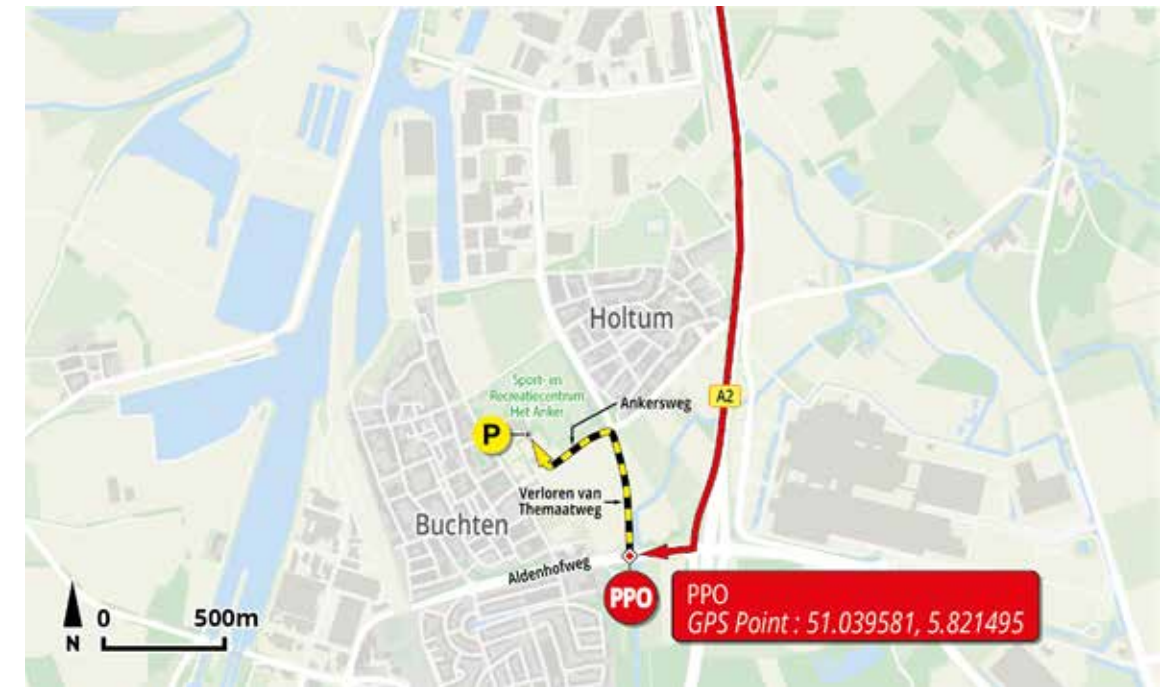 Holtum
Sport- en
Recreatiecentrum
Het Anker
Ankersweg
A2
P
Verloren van
Themaatweg
Buchten
Aldenhofweg
PPO
PPO
GPS Point : 51.039581, 5.821495
0 500m
N